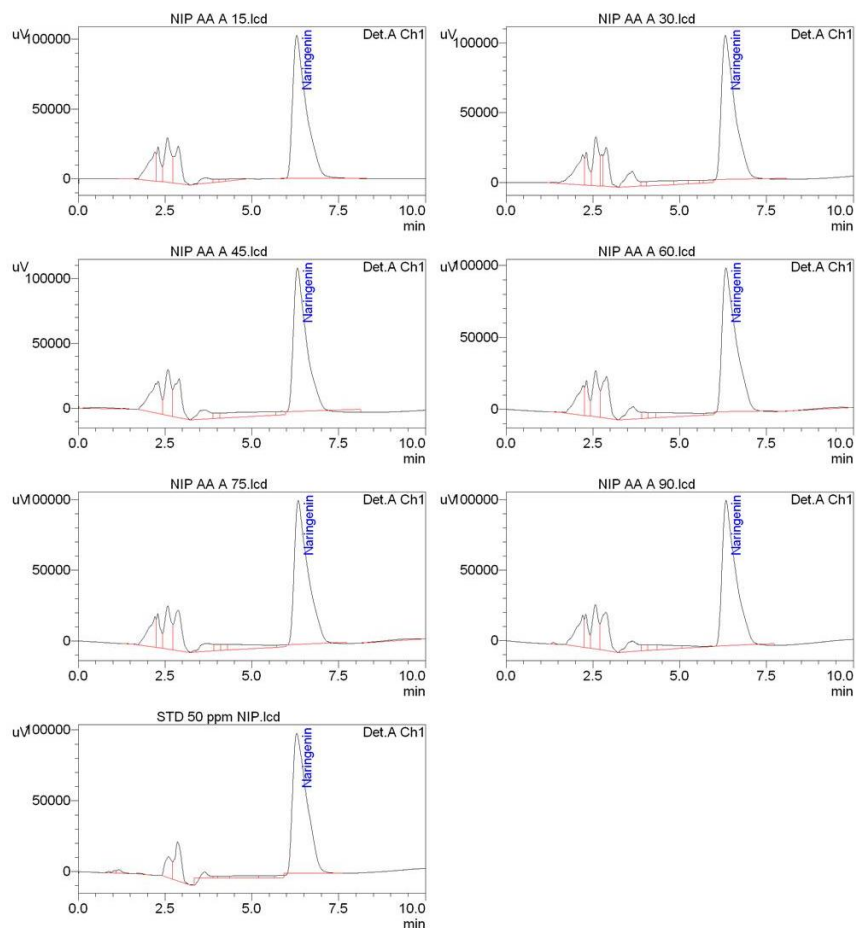 NIP AA A 15.lcd
uV
Det.A Ch1
100000
Naringenin
50000
0
0.0 2.5 5.0 7.5 10.0
min
NIP AA A 30.lcd
uV
Det.A Ch1
100000
Naringenin
50000
0
0.0 2.5 5.0 7.5 10.0
min
NIP AA A 45.lcd
uV
Det.A Ch1
100000
Naringenin
50000
0
0.0 2.5 5.0 7.5 10.0
min
NIP AA A 60.lcd
uV
Det.A Ch1
100000
Naringenin
50000
0
0.0 2.5 5.0 7.5 10.0
min
NIP AA A 75.lcd
uV
Det.A Ch1
100000
Naringenin
50000
0
0.0 2.5 5.0 7.5 10.0
min
NIP AA A 90.lcd
uV
Det.A Ch1
100000
Naringenin
50000
0
0.0 2.5 5.0 7.5 10.0
min
STD 50 ppm NIP.lcd
uV
Det.A Ch1
100000
Naringenin
50000
0
0.0 2.5 5.0 7.5 10.0
min